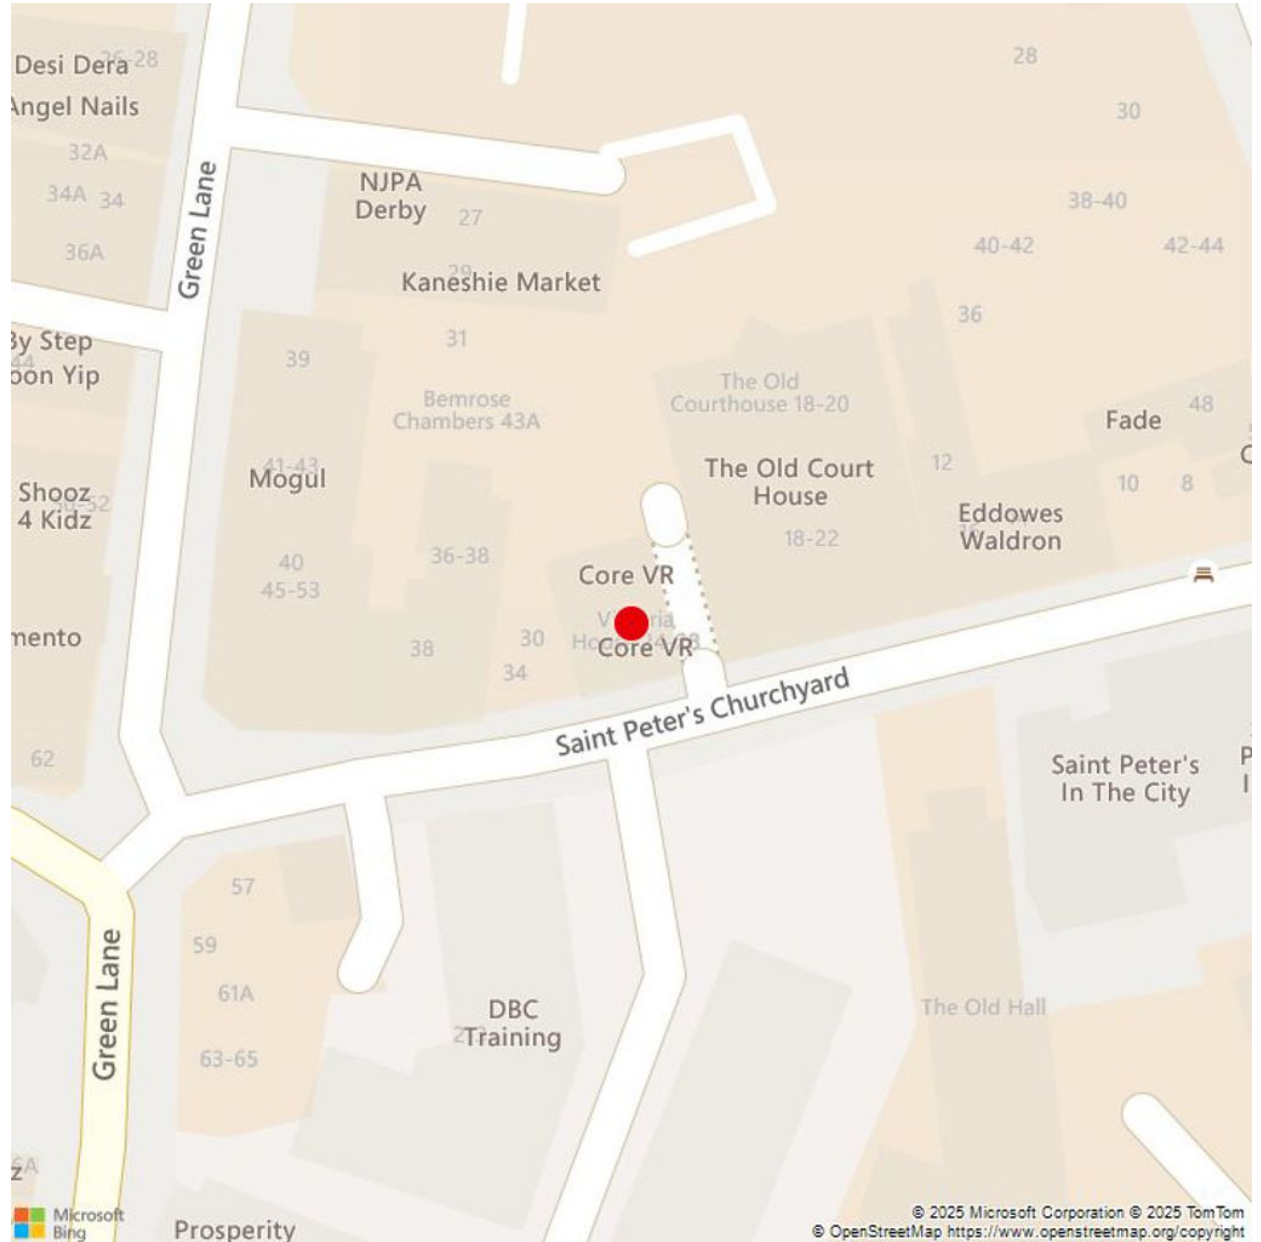 28
26-28
Desi Dera
Angel Nails
30
32A
34A
34
NJPA
Derby
27
38-40
Green Lane
36A
40-42
42-44
29
Kaneshie Market
36
31
By Step
44
39
The Old
Courthouse 18-20
Bemrose
Chambers 43A
Fade
48
41-43
Mogul
The Old Court
House
12
10
8
Shooz
4 Kidz
50-52
Eddowes
Waldron
18-22
36-38
40
45-53
Core VR
mento
38
30
34
Core VR
Saint Peter's Churchyard
62
Saint Peter's
In The City
57
59
61A
DBC
Training
The Old Hall
63-65
Green Lane
Microsoft
Bing
Prosperity
© 2025 Microsoft Corporation © 2025 TomTom
© OpenStreetMap https://www.openstreetmap.org/copyright